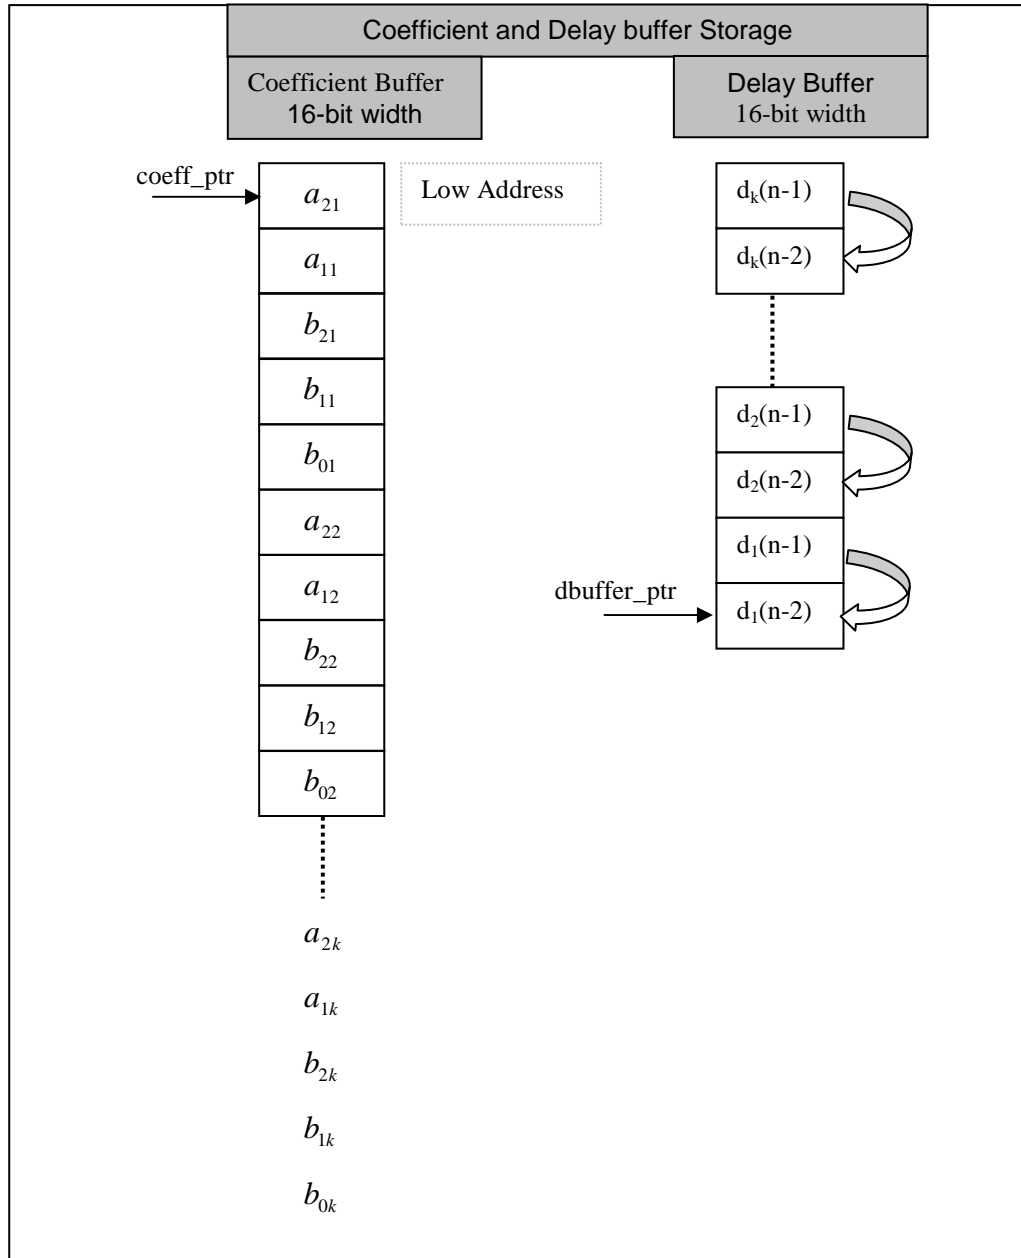 Coefficient and Delay buffer Storage
Coefficient Buffer
16-bit width
Delay Buffer
16-bit width
coeff_ptr
Low Address
a₂₁
a₁₁
b₂₁
b₁₁
b₀₁
a₂₂
a₁₂
b₂₂
b₁₂
b₀₂
a₂ₖ
a₁ₖ
b₂ₖ
b₁ₖ
b₀ₖ
dₖ(n-1)
dₖ(n-2)
d₂(n-1)
d₂(n-2)
d₁(n-1)
dbuffer_ptr
d₁(n-2)